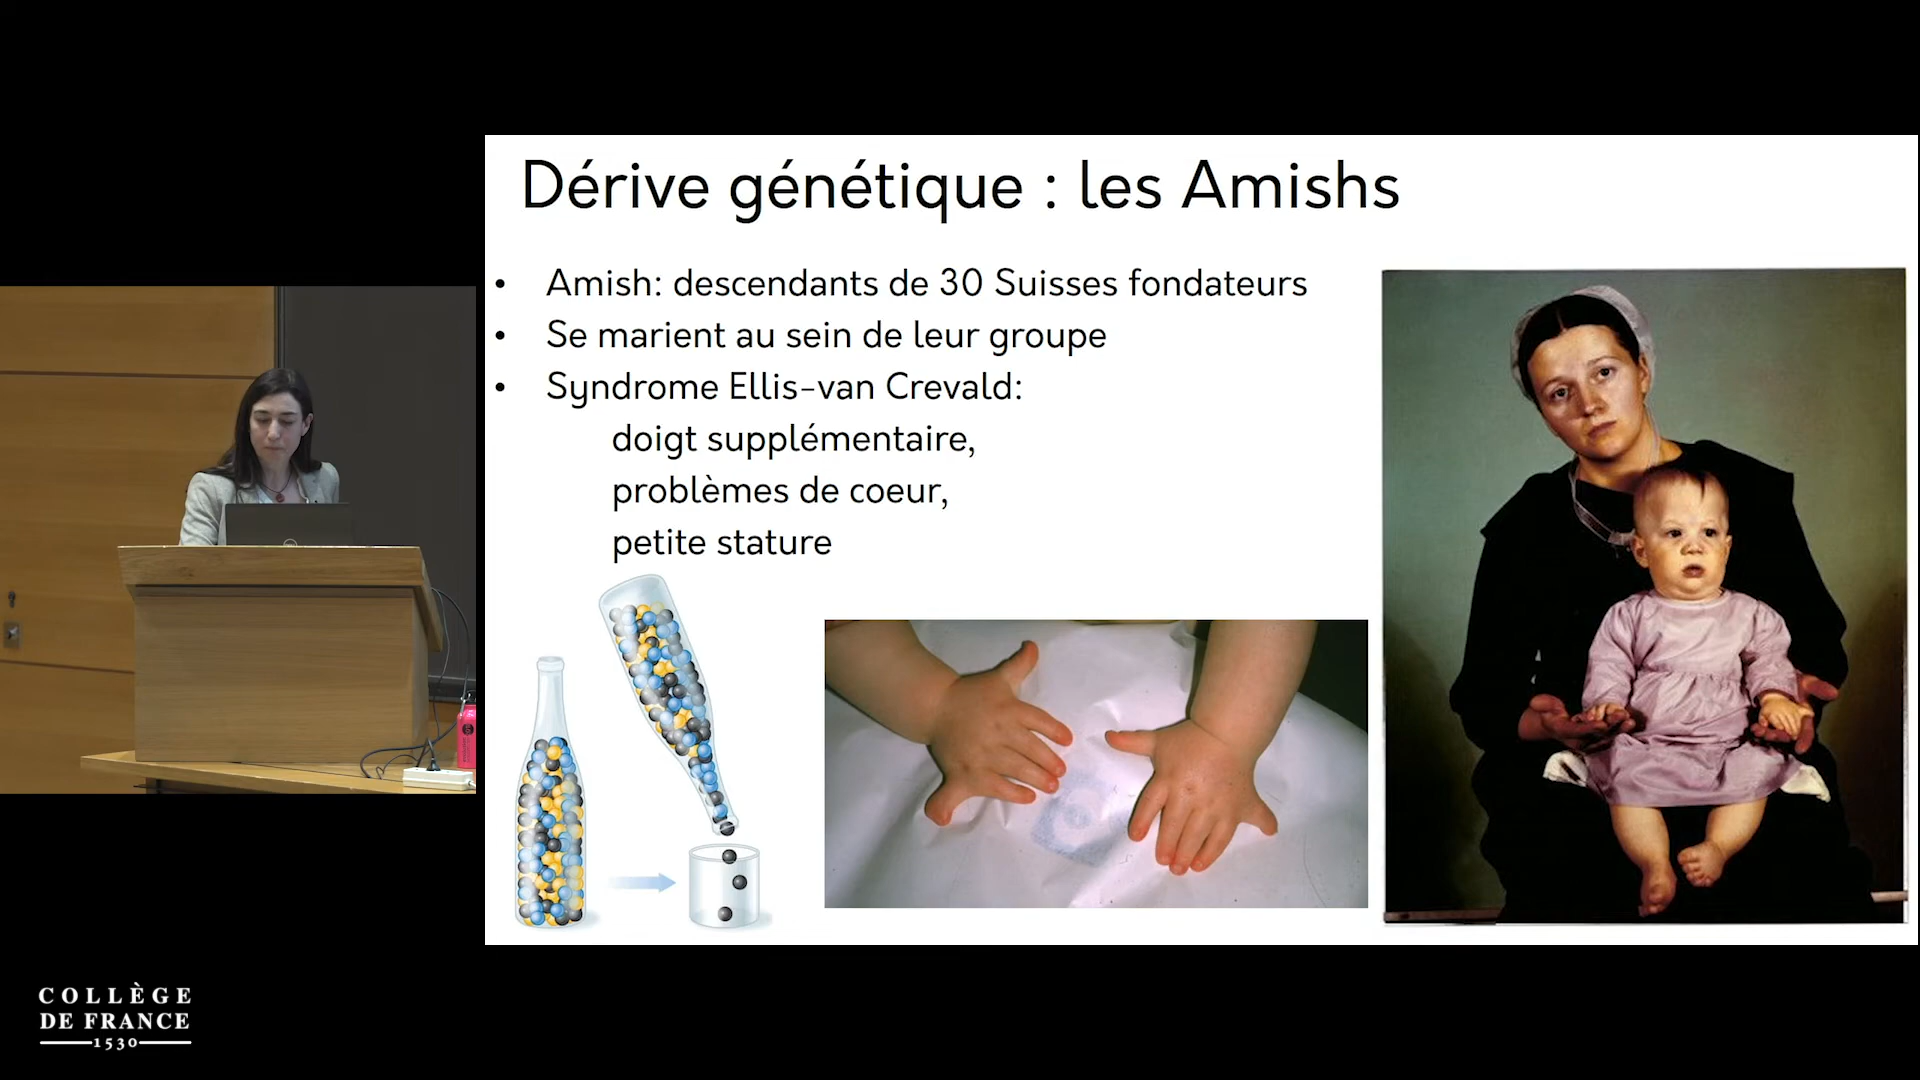 Dérive génétique : les Amishs
• Amish: descendants de 30 Suisses fondateurs
• Se marient au sein de leur groupe
• Syndrome Ellis-van Crevald:
doigt supplémentaire,
problèmes de coeur,
petite stature
COLLÈGE
DE FRANCE
1530